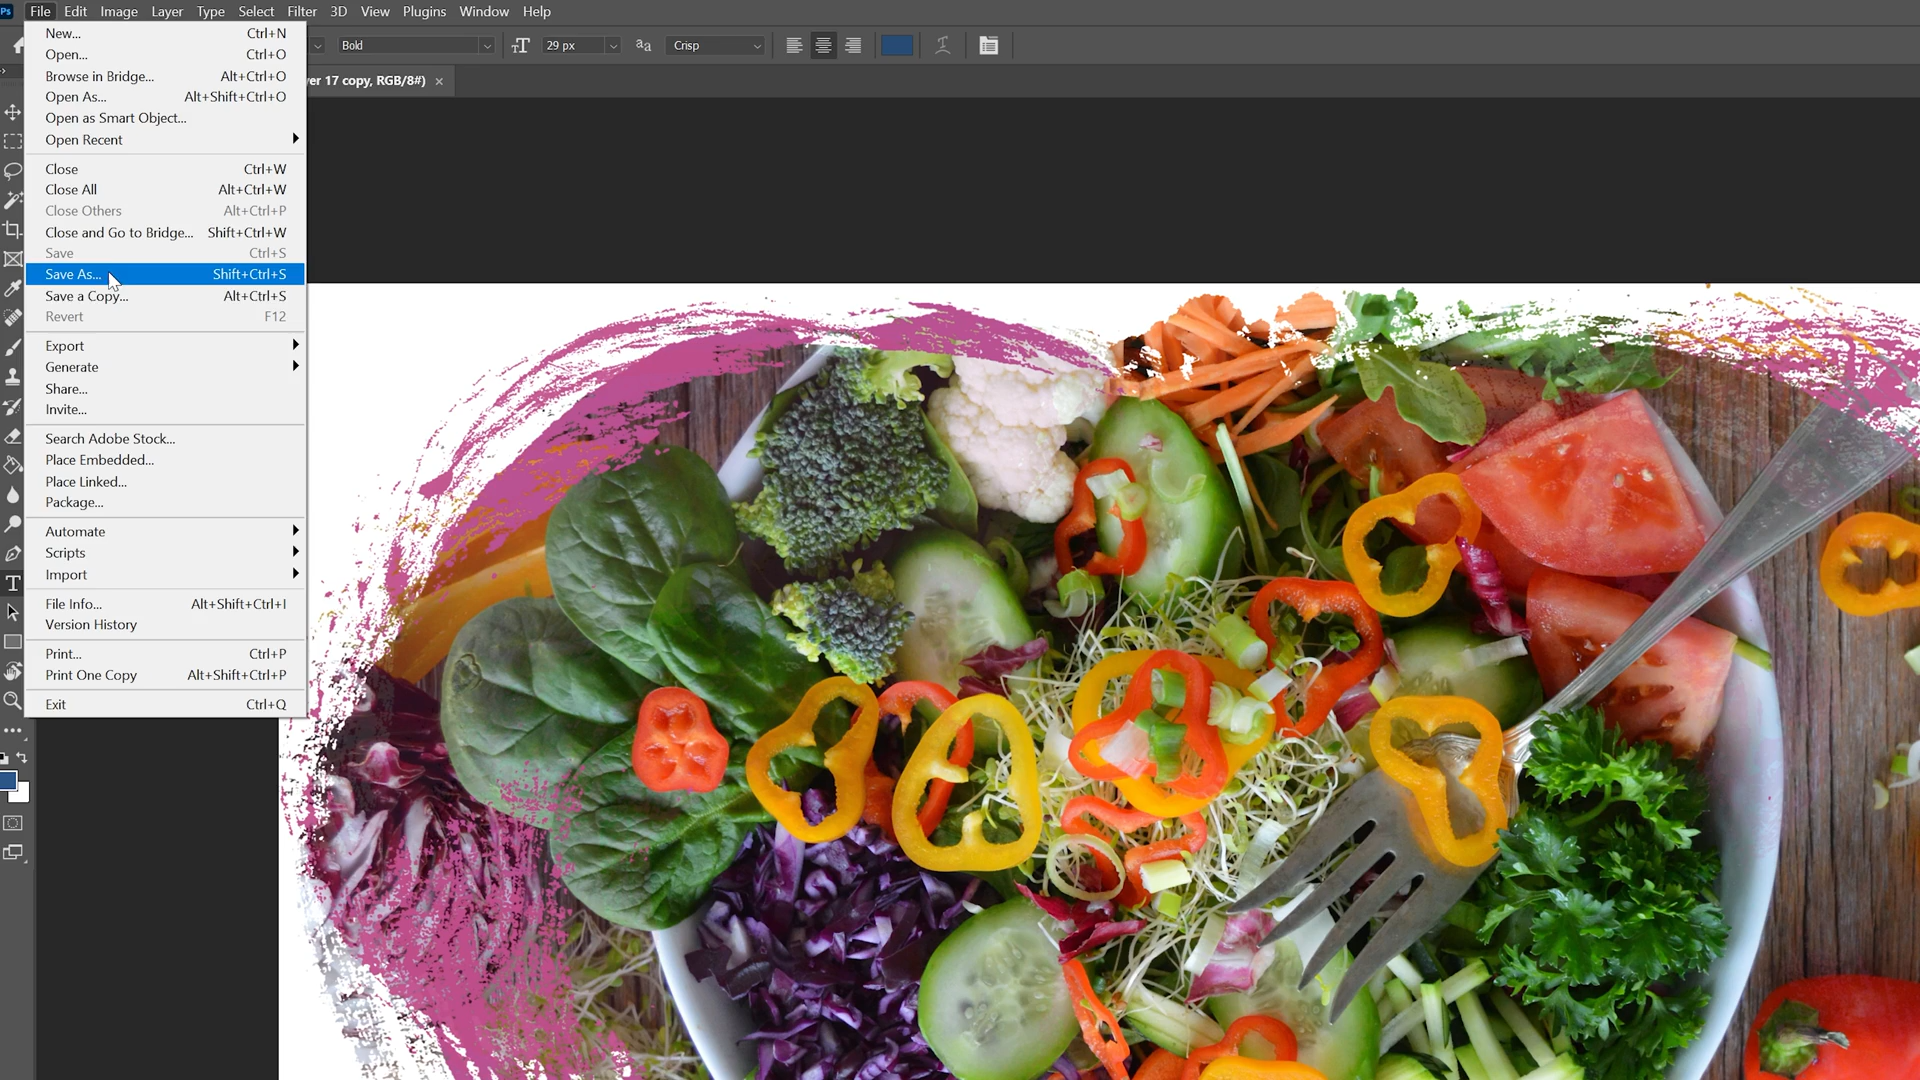 Ps File Edit Image Layer Type Select Filter 3D View Plugins Window Help
Bold 29 px aa Crisp
er 17 copy, RGB/8#) ×
New... Ctrl+N
Open... Ctrl+O
Browse in Bridge... Alt+Ctrl+O
Open As... Alt+Shift+Ctrl+O
Open as Smart Object...
Open Recent
Close Ctrl+W
Close All Alt+Ctrl+W
Close Others Alt+Ctrl+P
Close and Go to Bridge... Shift+Ctrl+W
Save Ctrl+S
Save As... Shift+Ctrl+S
Save a Copy... Alt+Ctrl+S
Revert F12
Export
Generate
Share...
Invite...
Search Adobe Stock...
Place Embedded...
Place Linked...
Package...
Automate
Scripts
Import
File Info... Alt+Shift+Ctrl+I
Version History
Print... Ctrl+P
Print One Copy Alt+Shift+Ctrl+P
Exit Ctrl+Q